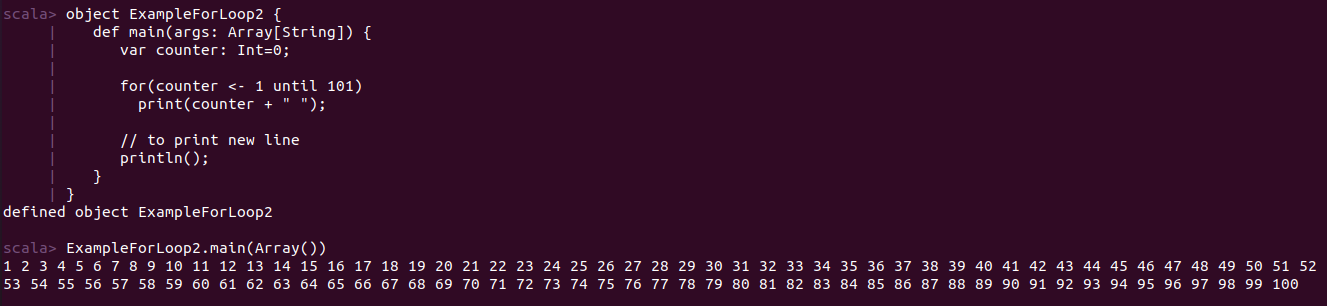 scala> object ExampleForLoop2 {
     |    def main(args: Array[String]) {
     |       var counter: Int=0;
     |
     |       for(counter <- 1 until 101)
     |         print(counter + " ");
     |
     |       // to print new line
     |       println();
     |    }
     | }
defined object ExampleForLoop2

scala> ExampleForLoop2.main(Array())
1 2 3 4 5 6 7 8 9 10 11 12 13 14 15 16 17 18 19 20 21 22 23 24 25 26 27 28 29 30 31 32 33 34 35 36 37 38 39 40 41 42 43 44 45 46 47 48 49 50 51 52
53 54 55 56 57 58 59 60 61 62 63 64 65 66 67 68 69 70 71 72 73 74 75 76 77 78 79 80 81 82 83 84 85 86 87 88 89 90 91 92 93 94 95 96 97 98 99 100